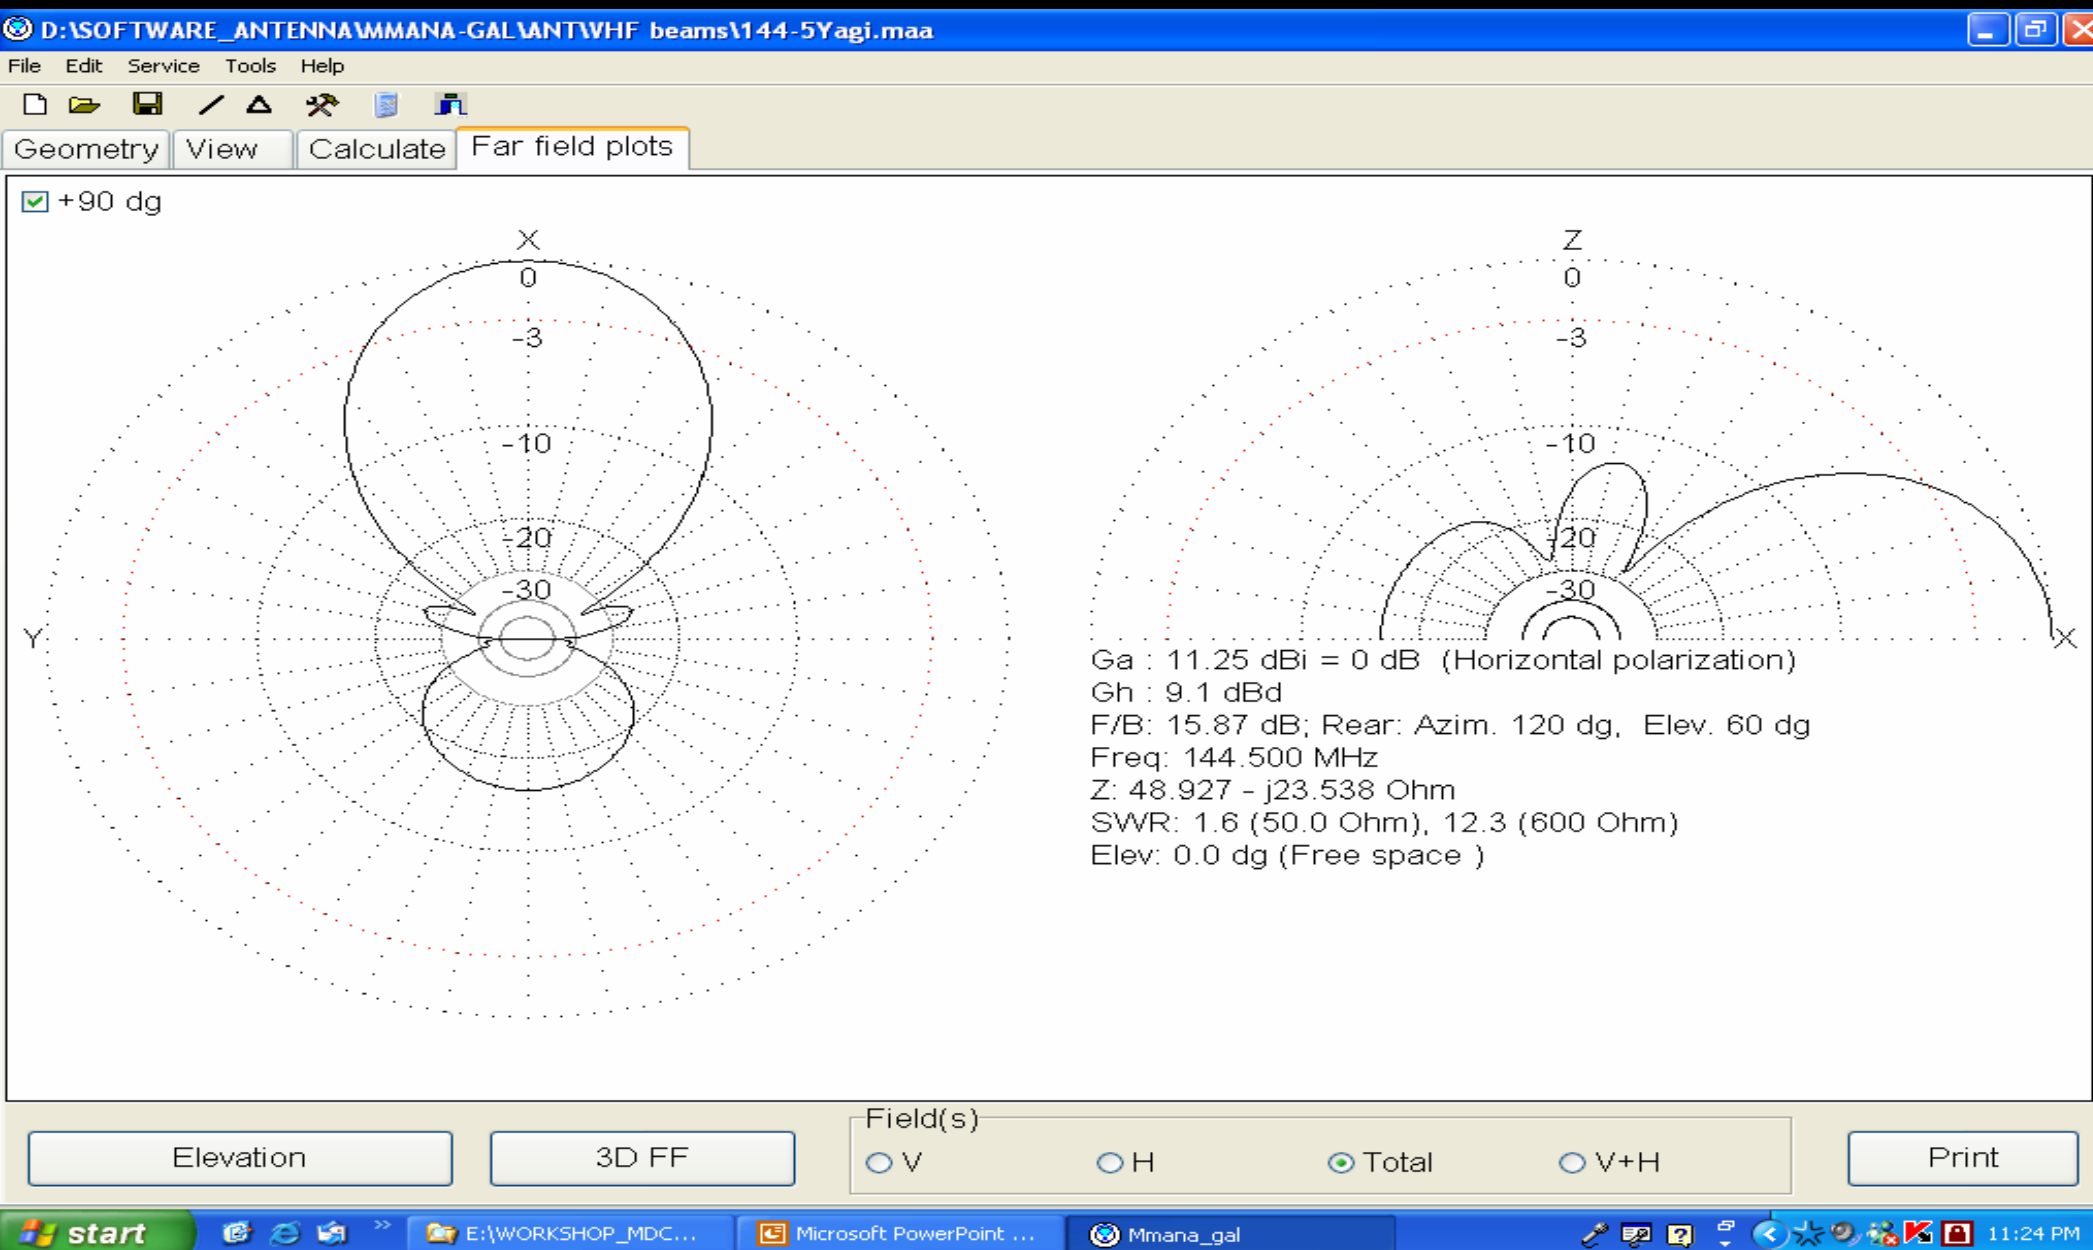 D:\SOFTWARE_ANTENNA\MMANA-GAL\ANT\VHF beams\144-5Yagi.maa
File Edit Service Tools Help
Geometry View Calculate Far field plots
+90 dg
X
0
-3
-10
-20
-30
Y
Z
0
-3
-10
-20
-30
X
Ga : 11.25 dBi = 0 dB (Horizontal polarization)
Gh : 9.1 dBd
F/B: 15.87 dB; Rear: Azim. 120 dg, Elev. 60 dg
Freq: 144.500 MHz
Z: 48.927 - j23.538 Ohm
SWR: 1.6 (50.0 Ohm), 12.3 (600 Ohm)
Elev: 0.0 dg (Free space )
Field(s)
Elevation 3D FF V H Total V+H Print
start E:\WORKSHOP_MDC... Microsoft PowerPoint ... Mmana_gal 11:24 PM